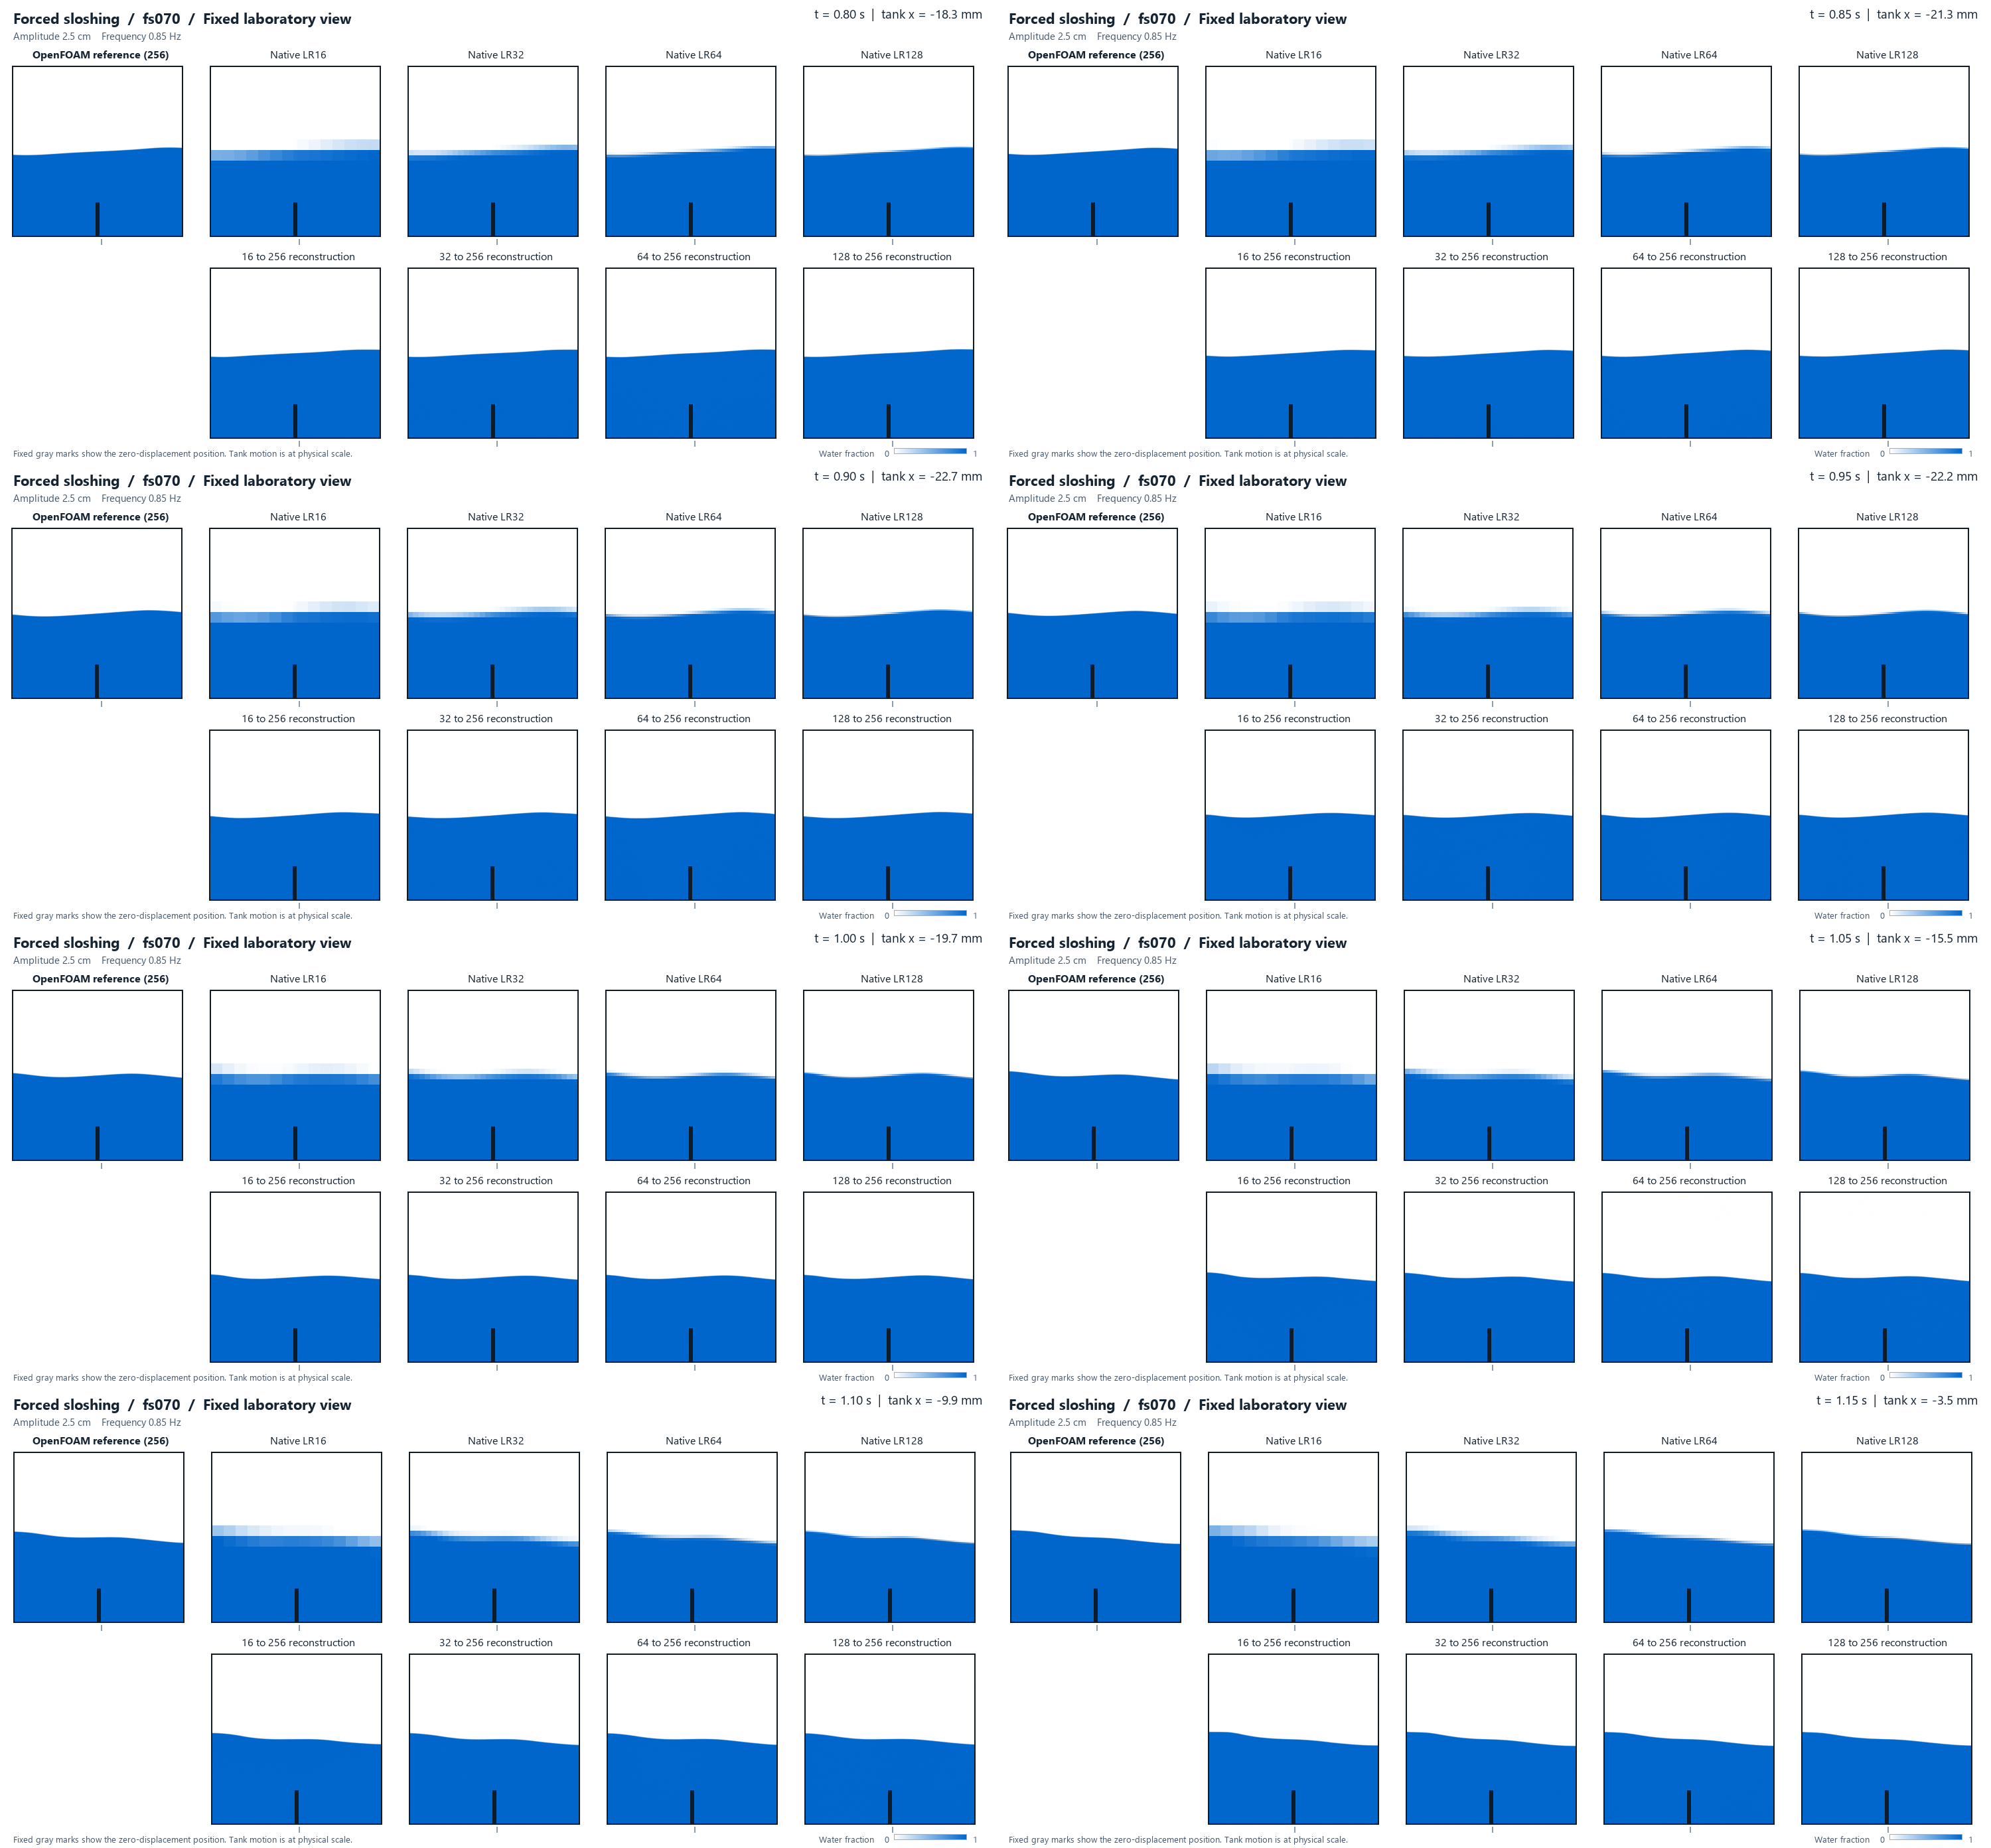 Forced sloshing / fs070 / Fixed laboratory view
t = 0.80 s | tank x = -18.3 mm
Amplitude 2.5 cm Frequency 0.85 Hz
OpenFOAM reference (256) Native LR16 Native LR32 Native LR64 Native LR128
16 to 256 reconstruction 32 to 256 reconstruction 64 to 256 reconstruction 128 to 256 reconstruction
Fixed gray marks show the zero-displacement position. Tank motion is at physical scale.
Water fraction 0 1
Forced sloshing / fs070 / Fixed laboratory view
t = 0.85 s | tank x = -21.3 mm
Amplitude 2.5 cm Frequency 0.85 Hz
OpenFOAM reference (256) Native LR16 Native LR32 Native LR64 Native LR128
16 to 256 reconstruction 32 to 256 reconstruction 64 to 256 reconstruction 128 to 256 reconstruction
Fixed gray marks show the zero-displacement position. Tank motion is at physical scale.
Water fraction 0 1
Forced sloshing / fs070 / Fixed laboratory view
t = 0.90 s | tank x = -22.7 mm
Amplitude 2.5 cm Frequency 0.85 Hz
OpenFOAM reference (256) Native LR16 Native LR32 Native LR64 Native LR128
16 to 256 reconstruction 32 to 256 reconstruction 64 to 256 reconstruction 128 to 256 reconstruction
Fixed gray marks show the zero-displacement position. Tank motion is at physical scale.
Water fraction 0 1
Forced sloshing / fs070 / Fixed laboratory view
t = 0.95 s | tank x = -22.2 mm
Amplitude 2.5 cm Frequency 0.85 Hz
OpenFOAM reference (256) Native LR16 Native LR32 Native LR64 Native LR128
16 to 256 reconstruction 32 to 256 reconstruction 64 to 256 reconstruction 128 to 256 reconstruction
Fixed gray marks show the zero-displacement position. Tank motion is at physical scale.
Water fraction 0 1
Forced sloshing / fs070 / Fixed laboratory view
t = 1.00 s | tank x = -19.7 mm
Amplitude 2.5 cm Frequency 0.85 Hz
OpenFOAM reference (256) Native LR16 Native LR32 Native LR64 Native LR128
16 to 256 reconstruction 32 to 256 reconstruction 64 to 256 reconstruction 128 to 256 reconstruction
Fixed gray marks show the zero-displacement position. Tank motion is at physical scale.
Water fraction 0 1
Forced sloshing / fs070 / Fixed laboratory view
t = 1.05 s | tank x = -15.5 mm
Amplitude 2.5 cm Frequency 0.85 Hz
OpenFOAM reference (256) Native LR16 Native LR32 Native LR64 Native LR128
16 to 256 reconstruction 32 to 256 reconstruction 64 to 256 reconstruction 128 to 256 reconstruction
Fixed gray marks show the zero-displacement position. Tank motion is at physical scale.
Water fraction 0 1
Forced sloshing / fs070 / Fixed laboratory view
t = 1.10 s | tank x = -9.9 mm
Amplitude 2.5 cm Frequency 0.85 Hz
OpenFOAM reference (256) Native LR16 Native LR32 Native LR64 Native LR128
16 to 256 reconstruction 32 to 256 reconstruction 64 to 256 reconstruction 128 to 256 reconstruction
Fixed gray marks show the zero-displacement position. Tank motion is at physical scale.
Water fraction 0 1
Forced sloshing / fs070 / Fixed laboratory view
t = 1.15 s | tank x = -3.5 mm
Amplitude 2.5 cm Frequency 0.85 Hz
OpenFOAM reference (256) Native LR16 Native LR32 Native LR64 Native LR128
16 to 256 reconstruction 32 to 256 reconstruction 64 to 256 reconstruction 128 to 256 reconstruction
Fixed gray marks show the zero-displacement position. Tank motion is at physical scale.
Water fraction 0 1